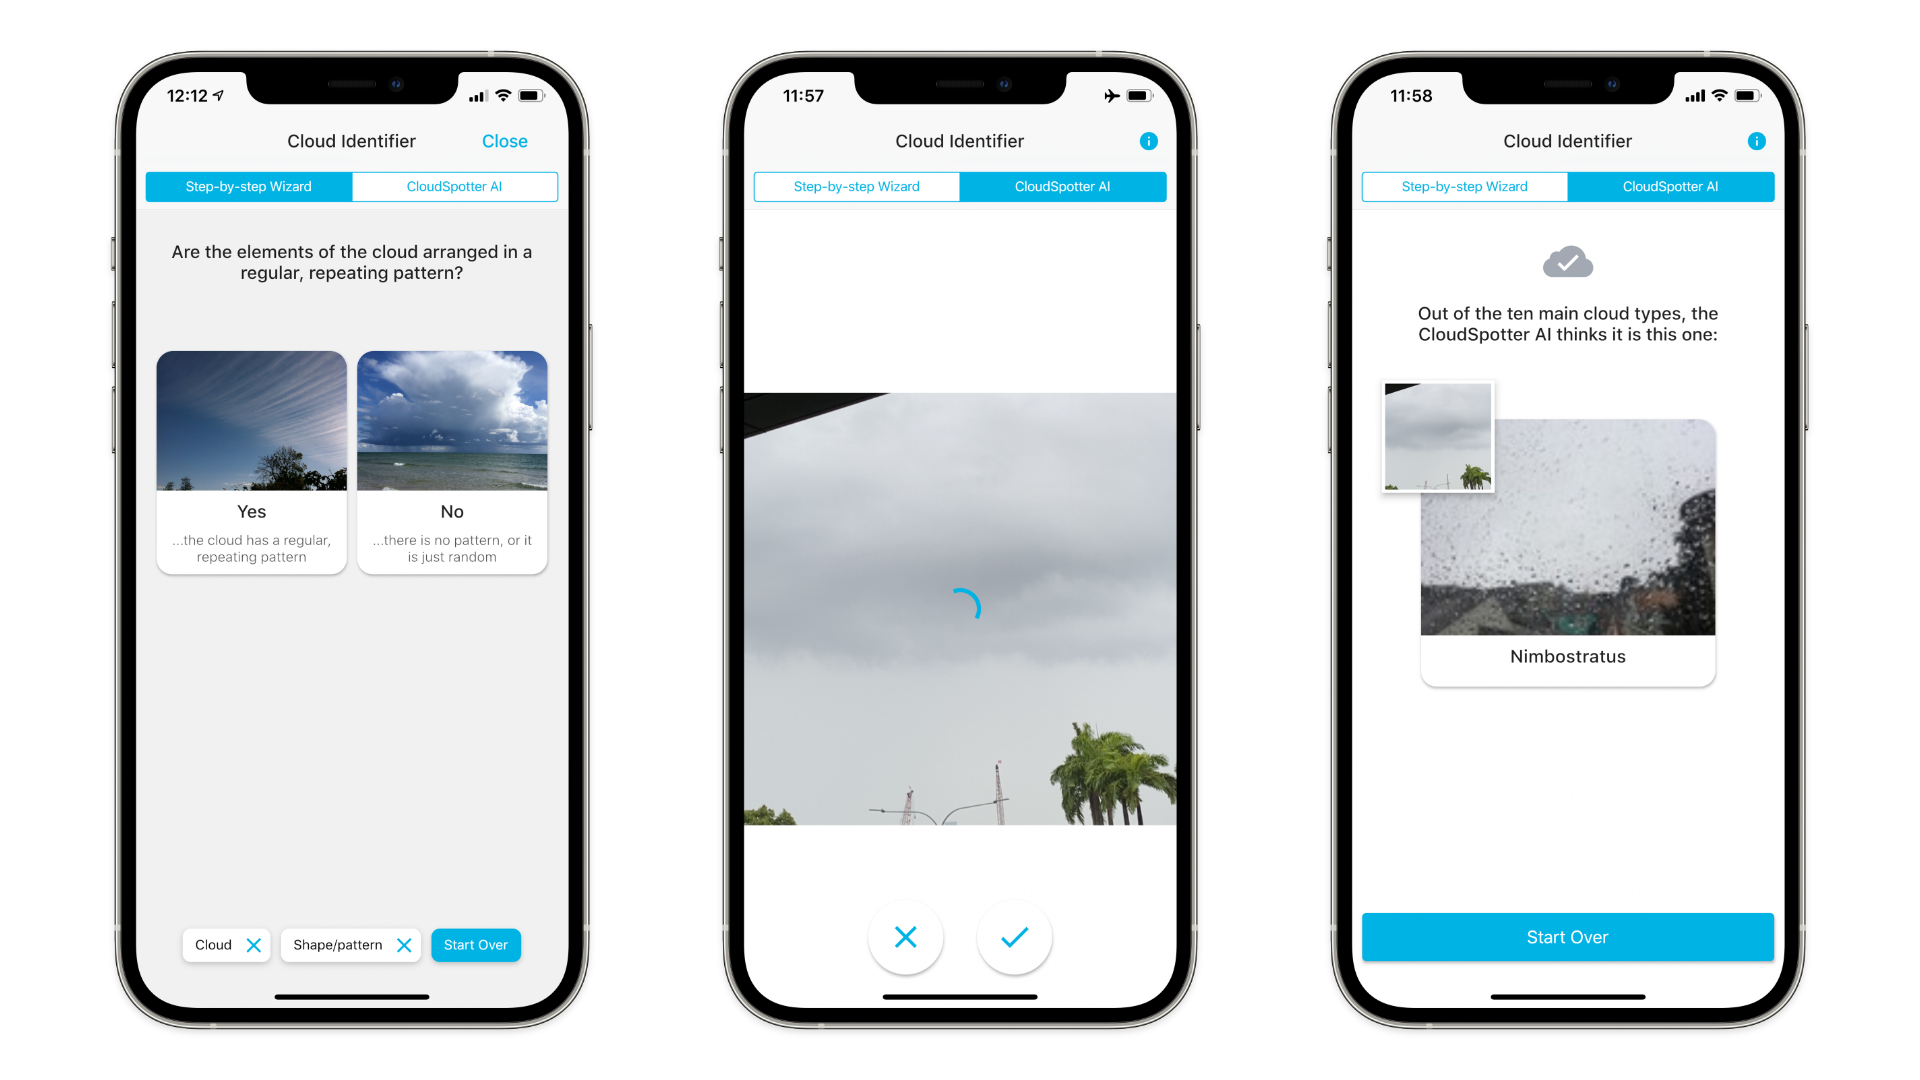 12:12
Cloud Identifier
Close
Step-by-step Wizard
CloudSpotter AI
Are the elements of the cloud arranged in a
regular, repeating pattern?
Yes
...the cloud has a regular,
repeating pattern
No
...there is no pattern, or it
is just random
Cloud
Shape/pattern
Start Over
11:57
Cloud Identifier
Step-by-step Wizard
CloudSpotter AI
11:58
Cloud Identifier
Step-by-step Wizard
CloudSpotter AI
Out of the ten main cloud types, the
CloudSpotter AI thinks it is this one:
Nimbostratus
Start Over